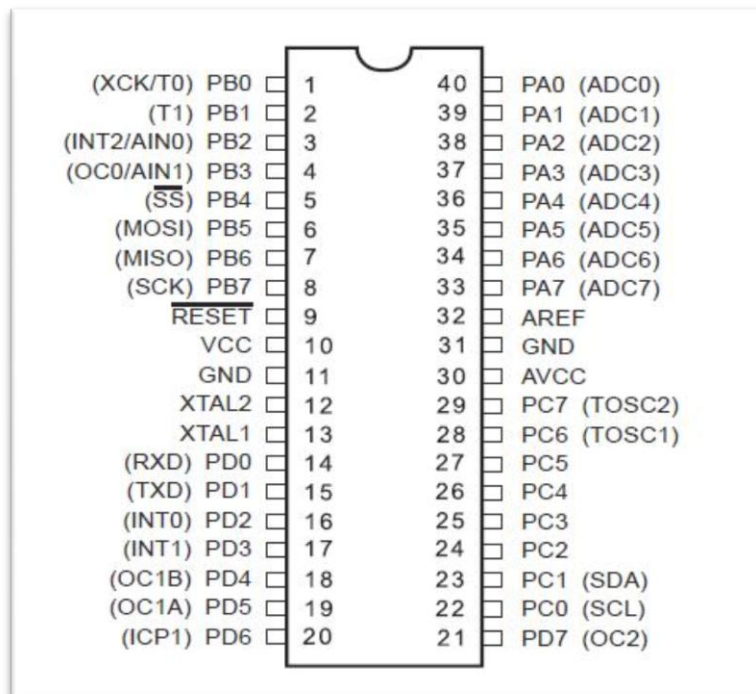 (XCK/T0) PB0 1 40 PA0 (ADC0)
(T1) PB1 2 39 PA1 (ADC1)
(INT2/AIN0) PB2 3 38 PA2 (ADC2)
(OC0/AIN1) PB3 4 37 PA3 (ADC3)
(SS) PB4 5 36 PA4 (ADC4)
(MOSI) PB5 6 35 PA5 (ADC5)
(MISO) PB6 7 34 PA6 (ADC6)
(SCK) PB7 8 33 PA7 (ADC7)
RESET 9 32 AREF
VCC 10 31 GND
GND 11 30 AVCC
XTAL2 12 29 PC7 (TOSC2)
XTAL1 13 28 PC6 (TOSC1)
(RXD) PD0 14 27 PC5
(TXD) PD1 15 26 PC4
(INT0) PD2 16 25 PC3
(INT1) PD3 17 24 PC2
(OC1B) PD4 18 23 PC1 (SDA)
(OC1A) PD5 19 22 PC0 (SCL)
(ICP1) PD6 20 21 PD7 (OC2)